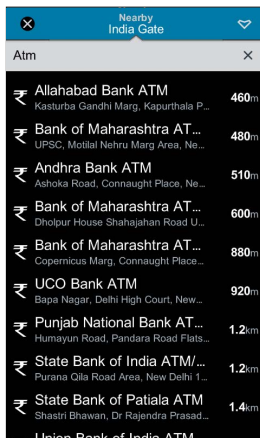 Nearby
India Gate
Atm
Allahabad Bank ATM
Kasturba Gandhi Marg, Kapurthala P...
460m
Bank of Maharashtra AT...
UPSC, Motilal Nehru Marg Area, Ne...
480m
Andhra Bank ATM
Ashoka Road, Connaught Place, Ne...
510m
Bank of Maharashtra AT...
Dholpur House Shahajahan Road U...
600m
Bank of Maharashtra AT...
Copernicus Marg, Connaught Place...
880m
UCO Bank ATM
Bapa Nagar, Delhi High Court, New...
920m
Punjab National Bank AT...
Humayun Road, Pandara Road Flats...
1.2km
State Bank of India ATM/...
Purana Qila Road Area, New Delhi 1...
1.2km
State Bank of Patiala ATM
Shastri Bhawan, Dr Rajendra Prasad...
1.4km
Union Bank of India ATM